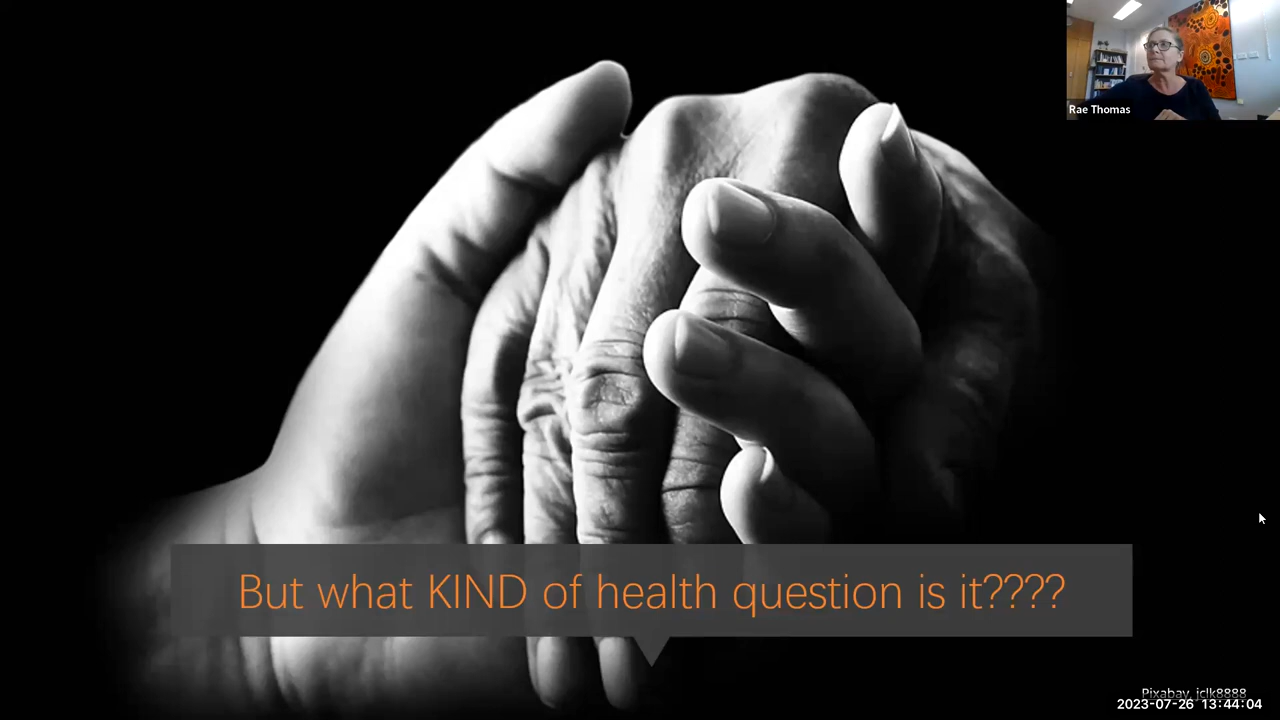 Rae Thomas
But what KIND of health question is it????
Pixabay, jclk8888
2023-07-26 13:44:04